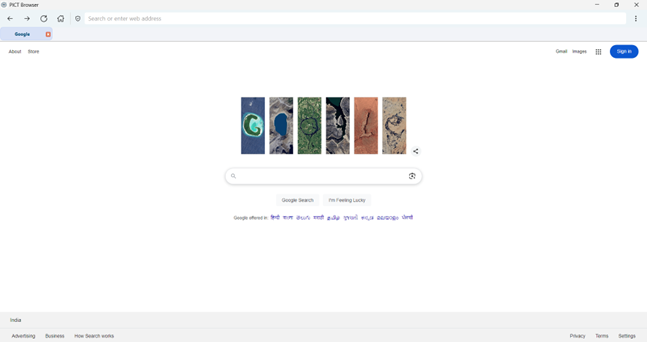 PICT Browser
Search or enter web address
Google
About Store
Gmail Images
Sign in
Google Search I'm Feeling Lucky
Google offered in: हिन्दी বাংলা తెలుగు मराठी தமிழ் ગુજરાતી ಕನ್ನಡ മലയാളം ਪੰਜਾਬੀ
India
Advertising Business How Search works
Privacy Terms Settings